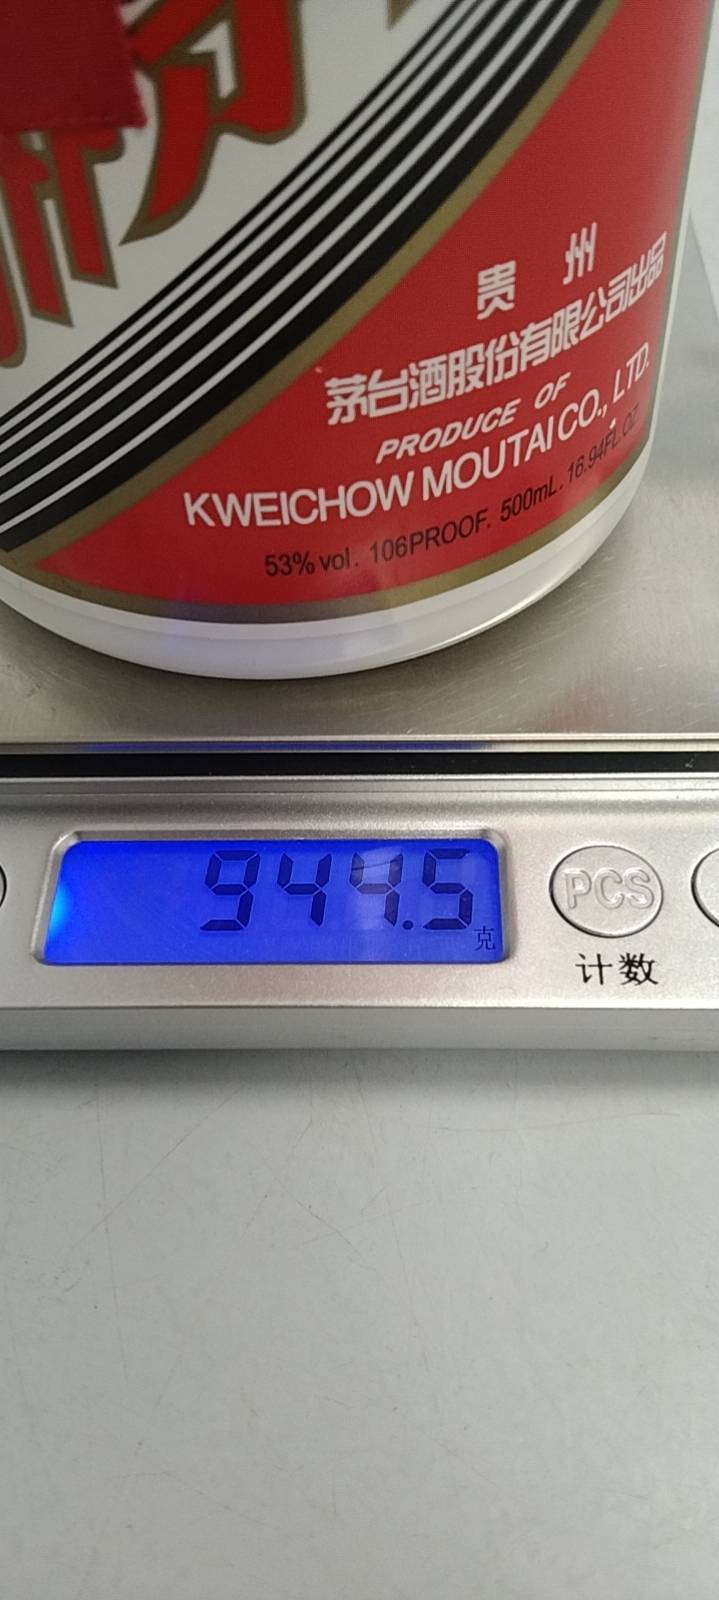 贵州
茅台酒股份有限公司出品
PRODUCE OF
KWEICHOW MOUTAI CO., LTD.
53% vol. 106PROOF. 500mL. 16.94FL.OZ.
944.5
克
PCS
计数